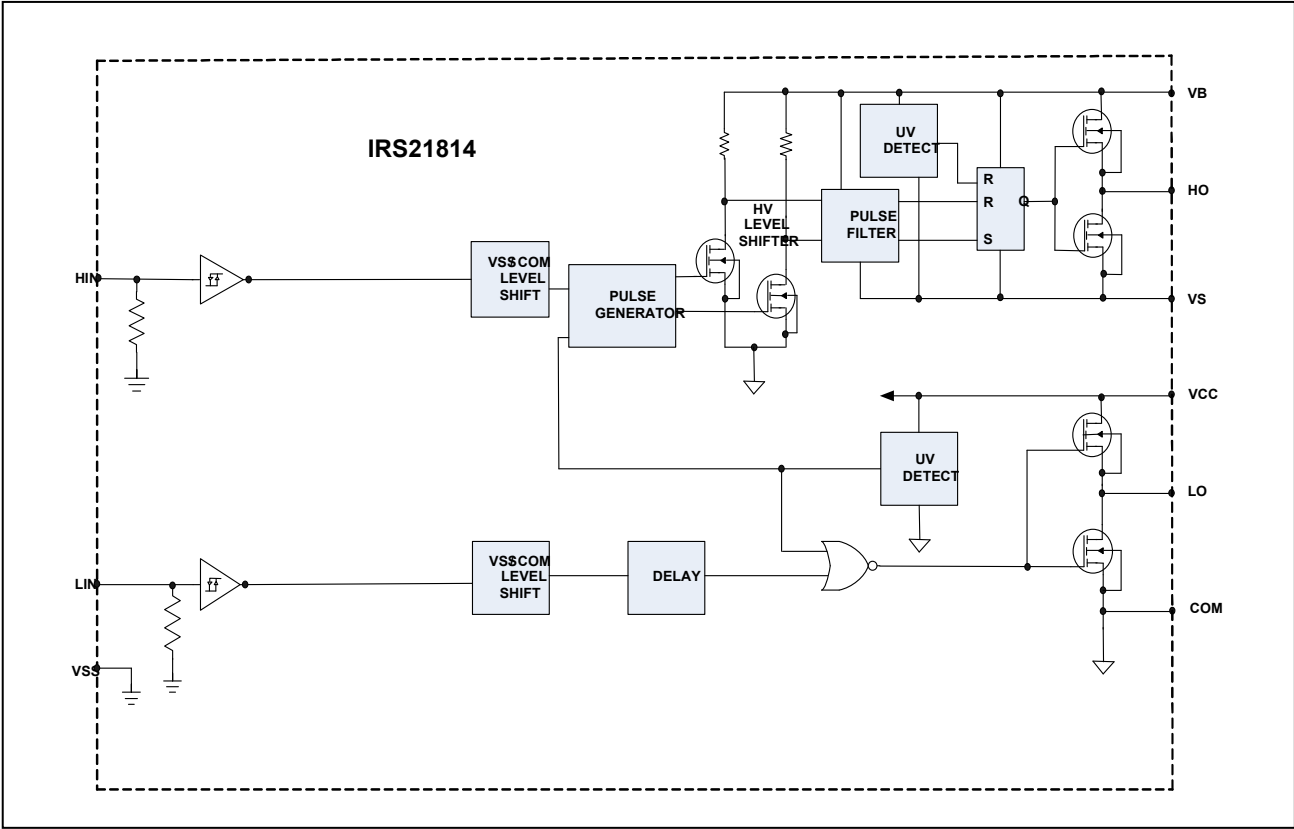 IRS21814
VB
UV
DETECT
R
R
Q
S
HO
HV
LEVEL
SHIFTER
PULSE
FILTER
HIN
VSS/COM
LEVEL
SHIFT
PULSE
GENERATOR
VS
VCC
UV
DETECT
LO
LIN
VSS/COM
LEVEL
SHIFT
DELAY
COM
VSS